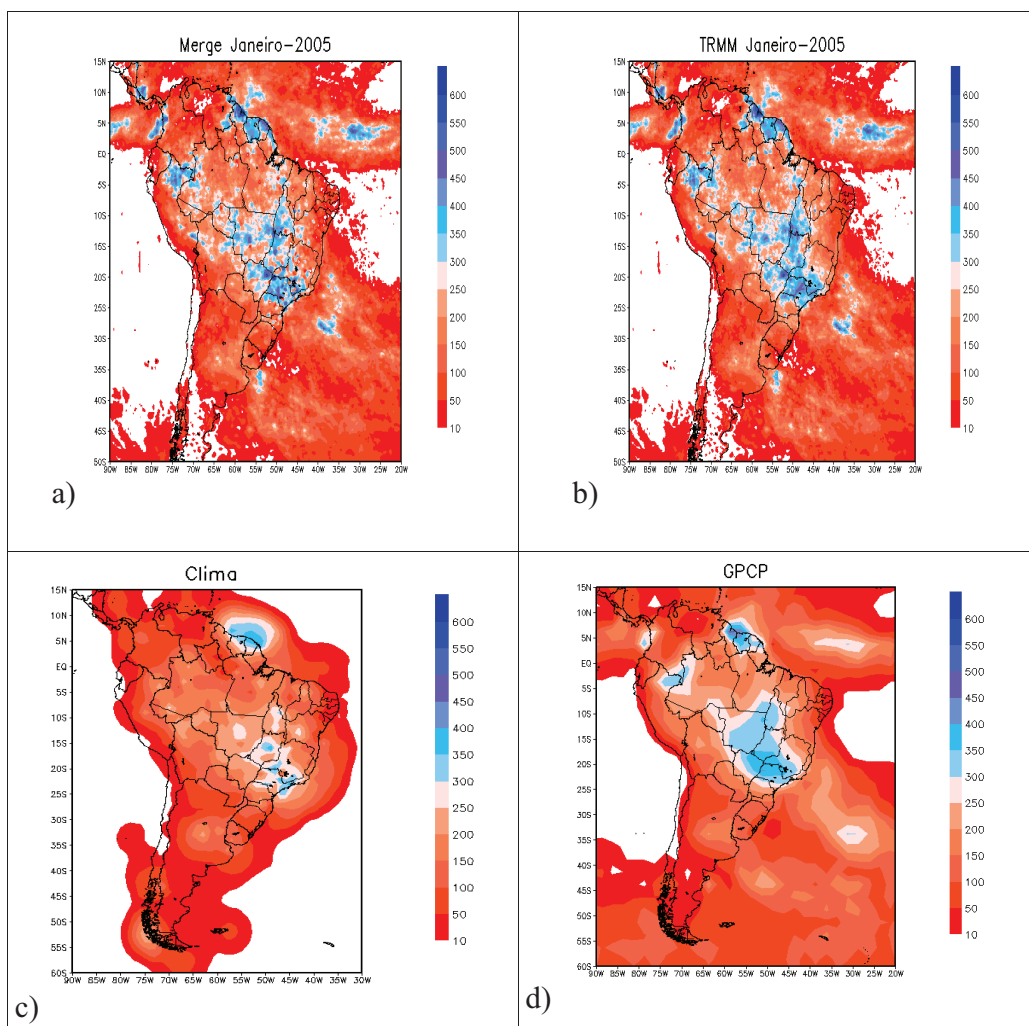 Merge Janeiro-2005
15N
10N
5N
EQ
5S
10S
15S
20S
25S
30S
35S
40S
45S
50S
90W 85W 80W 75W 70W 65W 60W 55W 50W 45W 40W 35W 30W 25W 20W
600
550
500
450
400
350
300
250
200
150
100
50
10
a)
TRMM Janeiro-2005
15N
10N
5N
EQ
5S
10S
15S
20S
25S
30S
35S
40S
45S
50S
90W 85W 80W 75W 70W 65W 60W 55W 50W 45W 40W 35W 30W 25W 20W
600
550
500
450
400
350
300
250
200
150
100
50
10
b)
Clima
15N
10N
5N
EQ
5S
10S
15S
20S
25S
30S
35S
40S
45S
50S
55S
60S
90W 85W 80W 75W 70W 65W 60W 55W 50W 45W 40W 35W 30W
600
550
500
450
400
350
300
250
200
150
100
50
10
c)
GPCP
15N
10N
5N
EQ
5S
10S
15S
20S
25S
30S
35S
40S
45S
50S
55S
60S
90W 85W 80W 75W 70W 65W 60W 55W 50W 45W 40W 35W 30W 25W 20W
600
550
500
450
400
350
300
250
200
150
100
50
10
d)